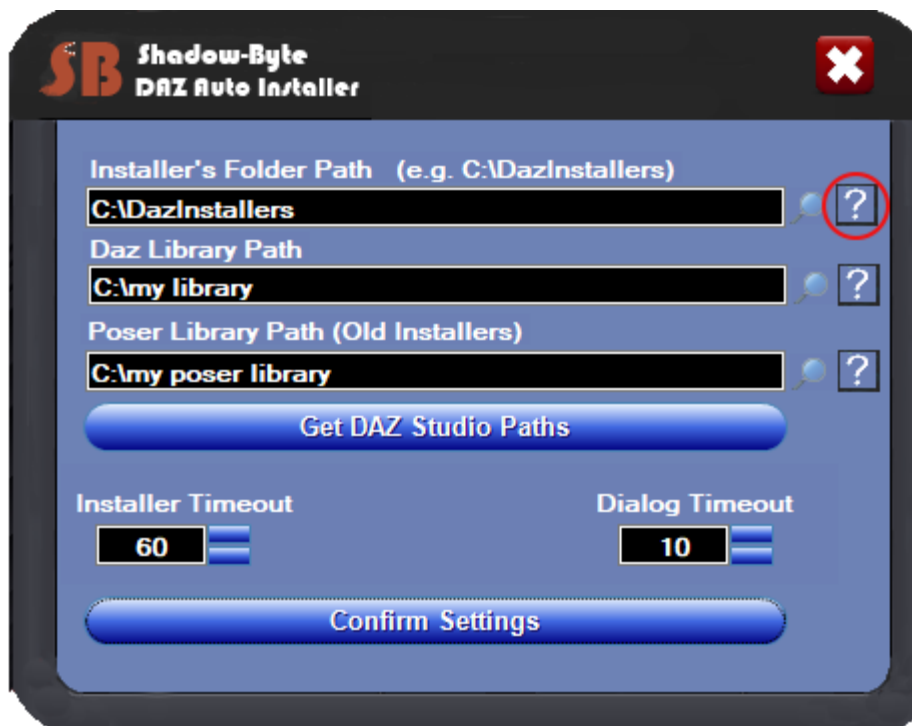 SB
Shadow-Byte
DAZ Auto Installer
Installer's Folder Path (e.g. C:\DazInstallers)
C:\DazInstallers
?
Daz Library Path
C:\my library
?
Poser Library Path (Old Installers)
C:\my poser library
?
Get DAZ Studio Paths
Installer Timeout
Dialog Timeout
60
10
Confirm Settings